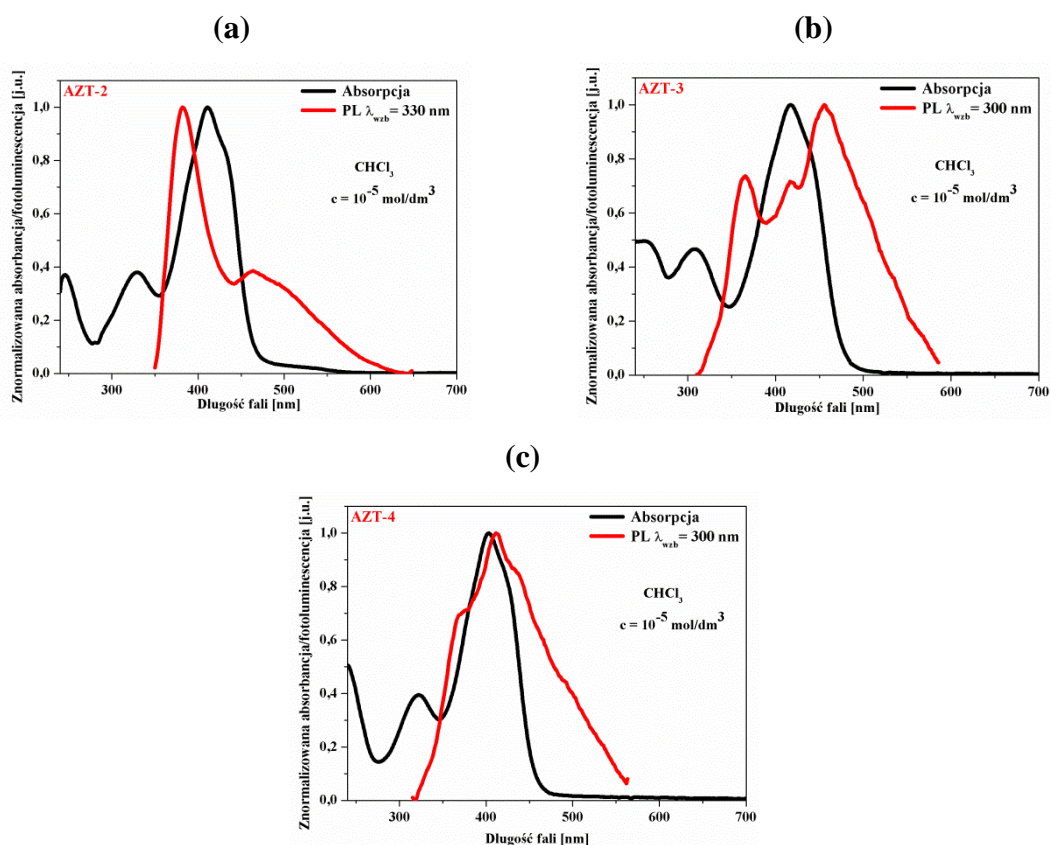 (a)
(b)
AZT-2
Absorpcja
PL λwzb= 330 nm
CHCl3
c = 10-5 mol/dm3
Znormalizowana absorbancja/fotoluminescencja [j.u.]
1,0
0,8
0,6
0,4
0,2
0,0
300
400
500
600
700
Długość fali [nm]
AZT-3
Absorpcja
PL λwzb= 300 nm
CHCl3
c = 10-5 mol/dm3
Znormalizowana absorbancja/fotoluminescencja [j.u.]
1,0
0,8
0,6
0,4
0,2
0,0
300
400
500
600
700
Długość fali [nm]
(c)
AZT-4
Absorpcja
PL λwzb= 300 nm
CHCl3
c = 10-5 mol/dm3
Znormalizowana absorbancja/fotoluminescencja [j.u.]
1,0
0,8
0,6
0,4
0,2
0,0
300
400
500
600
700
Długość fali [nm]